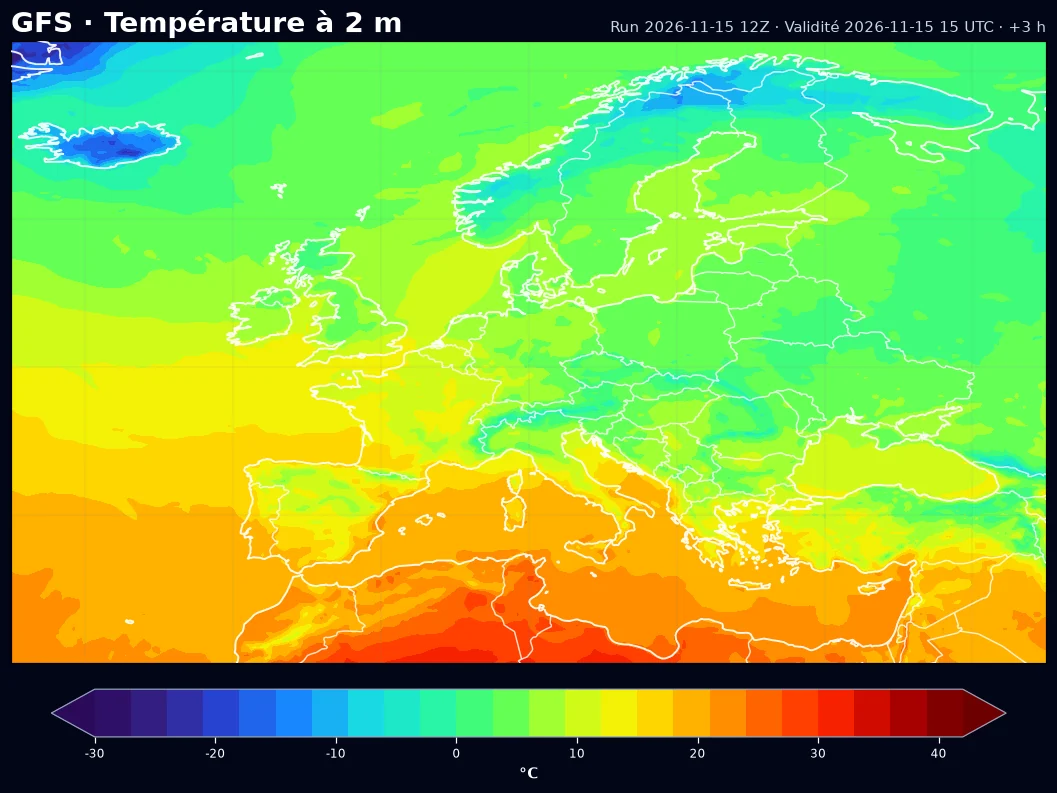 GFS · Température à 2 m
Run 2026-11-15 12Z · Validité 2026-11-15 15 UTC · +3 h
-30 -20 -10 0 10 20 30 40
°C